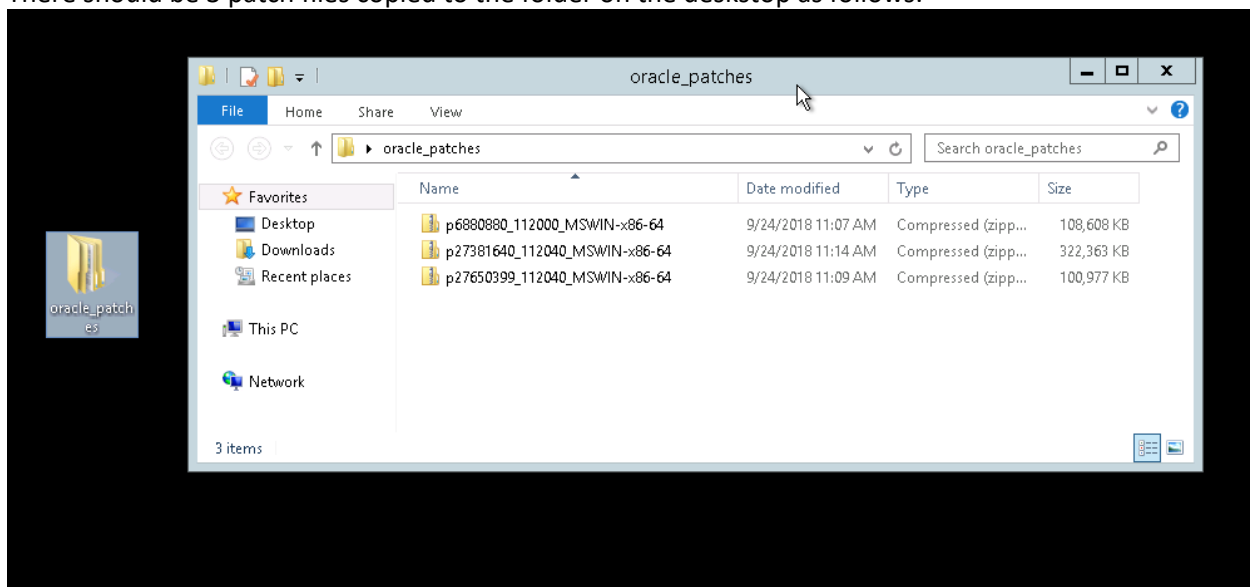 There should be 3 patch files copied to the folder on the deskstop as follows:
oracle_patches
File Home Share View
oracle_patches
Search oracle_patches
Name Date modified Type Size
Favorites
Desktop
Downloads
Recent places
This PC
Network
p6880880_112000_MSWIN-x86-64 9/24/2018 11:07 AM Compressed (zipp... 108,608 KB
p27381640_112040_MSWIN-x86-64 9/24/2018 11:14 AM Compressed (zipp... 322,363 KB
p27650399_112040_MSWIN-x86-64 9/24/2018 11:09 AM Compressed (zipp... 100,977 KB
3 items
oracle_patch
es